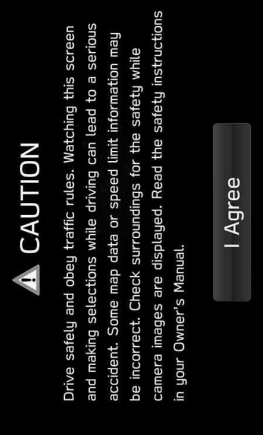 CAUTION
Drive safely and obey traffic rules. Watching this screen
and making selections while driving can lead to a serious
accident. Some map data or speed limit information may
be incorrect. Check surroundings for the safety while
camera images are displayed. Read the safety instructions
in your Owner's Manual.
I Agree